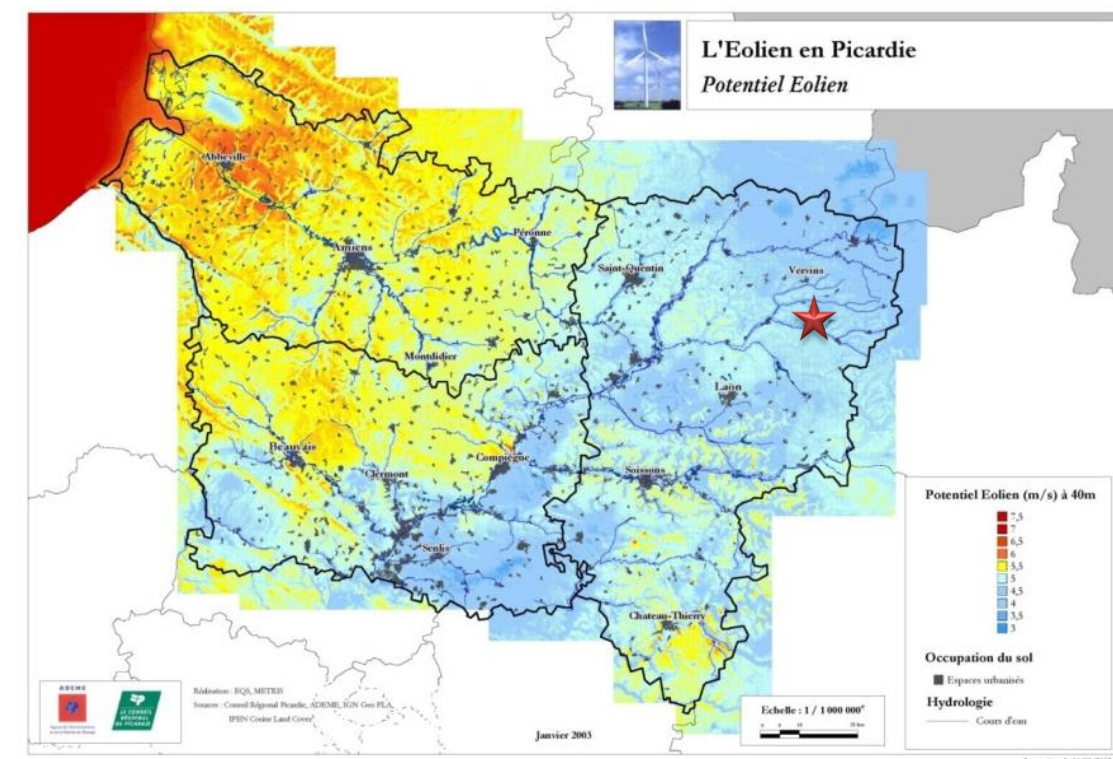 L'Eolien en Picardie
Potentiel Eolien
Abbeville
Amiens
Péronne
Saint-Quentin
Vervins
Montdidier
Laon
Beauvais
Clermont
Compiègne
Soissons
Senlis
Chateau-Thierry
Potentiel Eolien (m/s) à 40m
7,5
7
6,5
6
5,5
5
4,5
4
3,5
3
Occupation du sol
Espaces urbanisés
Hydrologie
Cours d'eau
ADEME
LE CONSEIL
RÉGIONAL
DE PICARDIE
Réalisation : EQS, METRIS
Sources : Conseil Régional Picardie, ADEME, IGN Geo PLA,
IFEN Corine Land Cover
Janvier 2003
Echelle : 1 / 1 000 000°